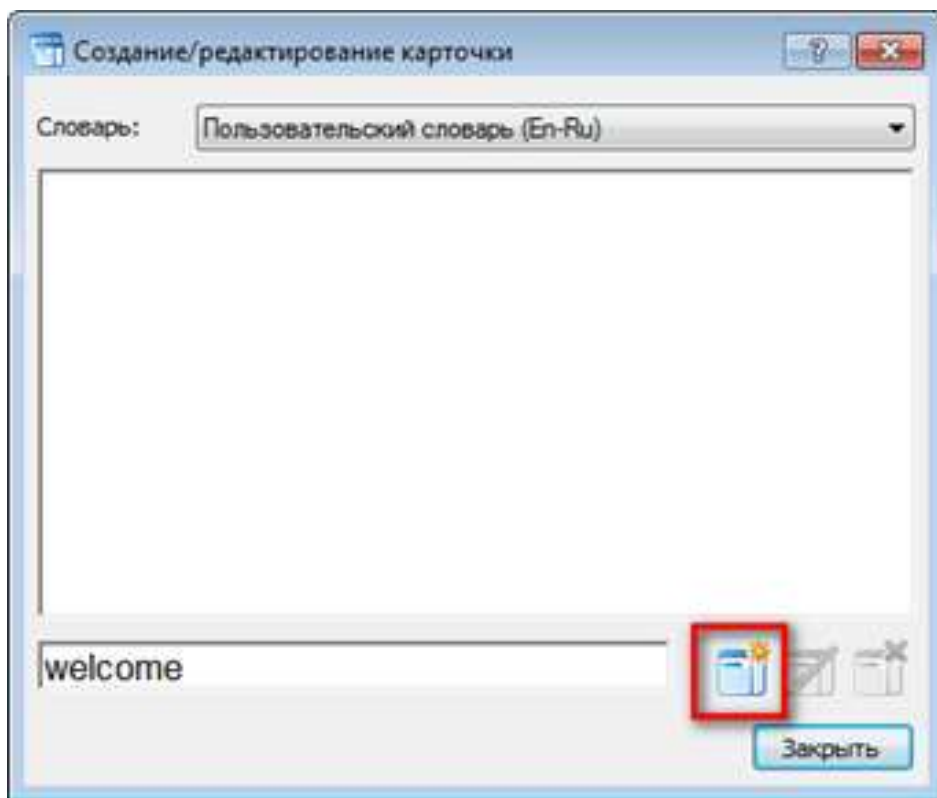 Создание/редактирование карточки
Словарь: Пользовательский словарь (En-Ru)
welcome
Закрыть